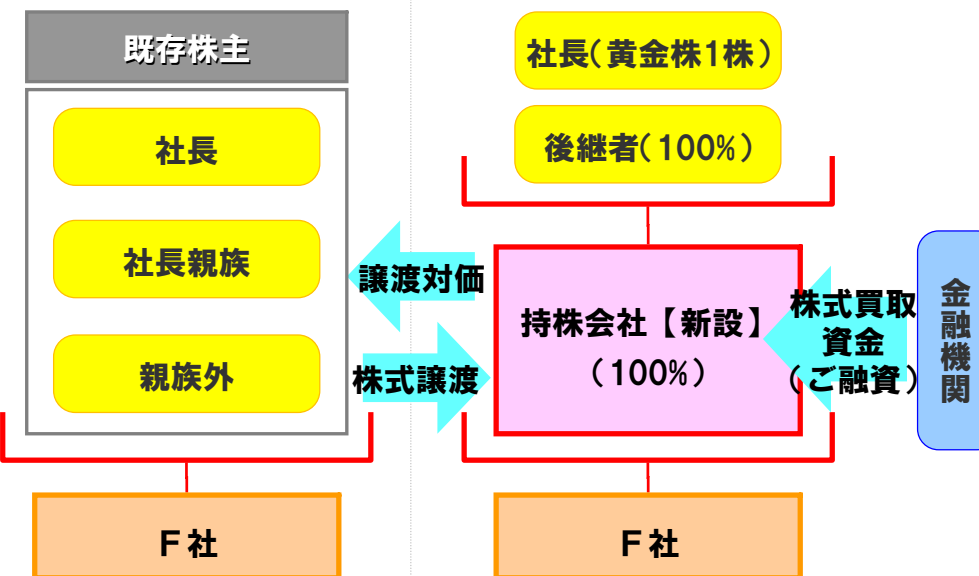 既存株主
社長
社長親族
親族外
F社
譲渡対価
株式譲渡
社長(黄金株1株)
後継者(100%)
持株会社【新設】
(100%)
F社
株式買取
資金
(ご融資)
金融機関